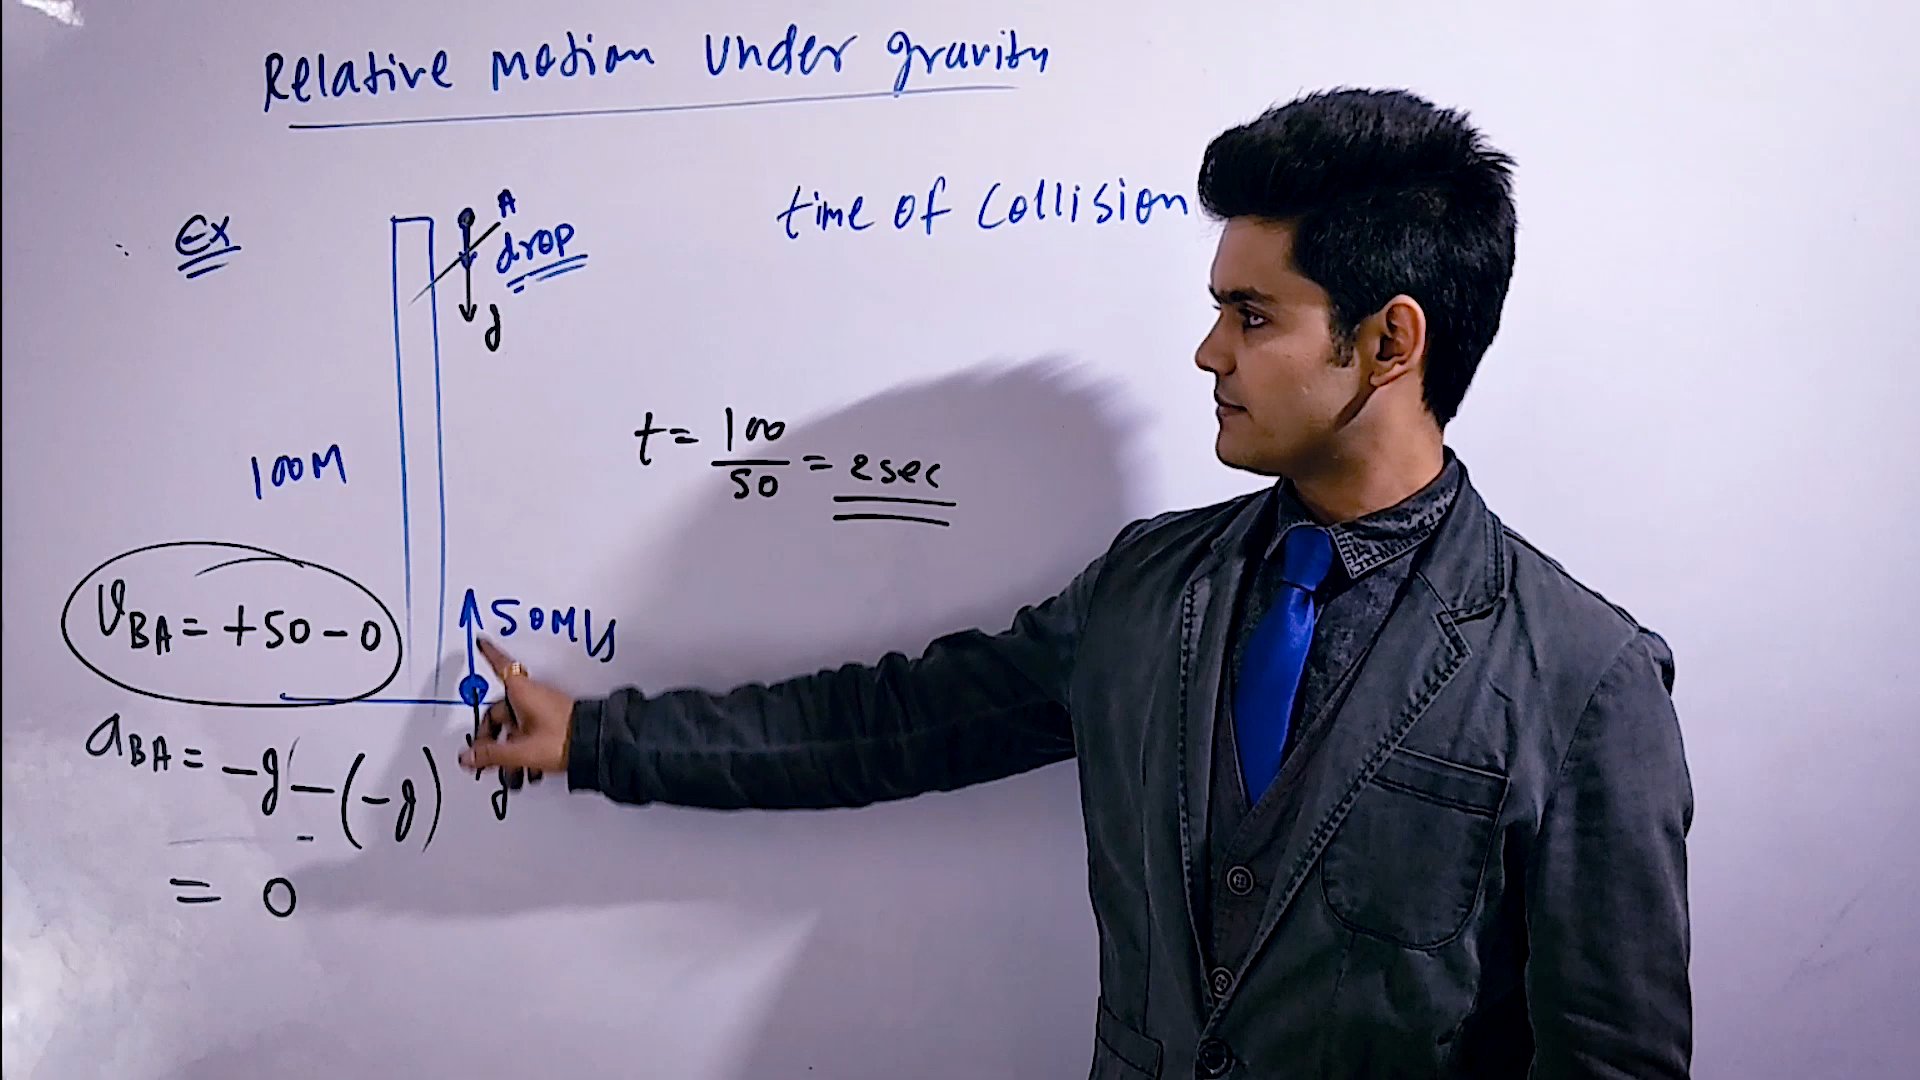 Relative motion under gravity
Ex
A
drop
g
time of collision
100M
t = 100/50 = 2sec
VBA = +50 - 0
50M/s
aBA = -g - (-g)
g
= 0